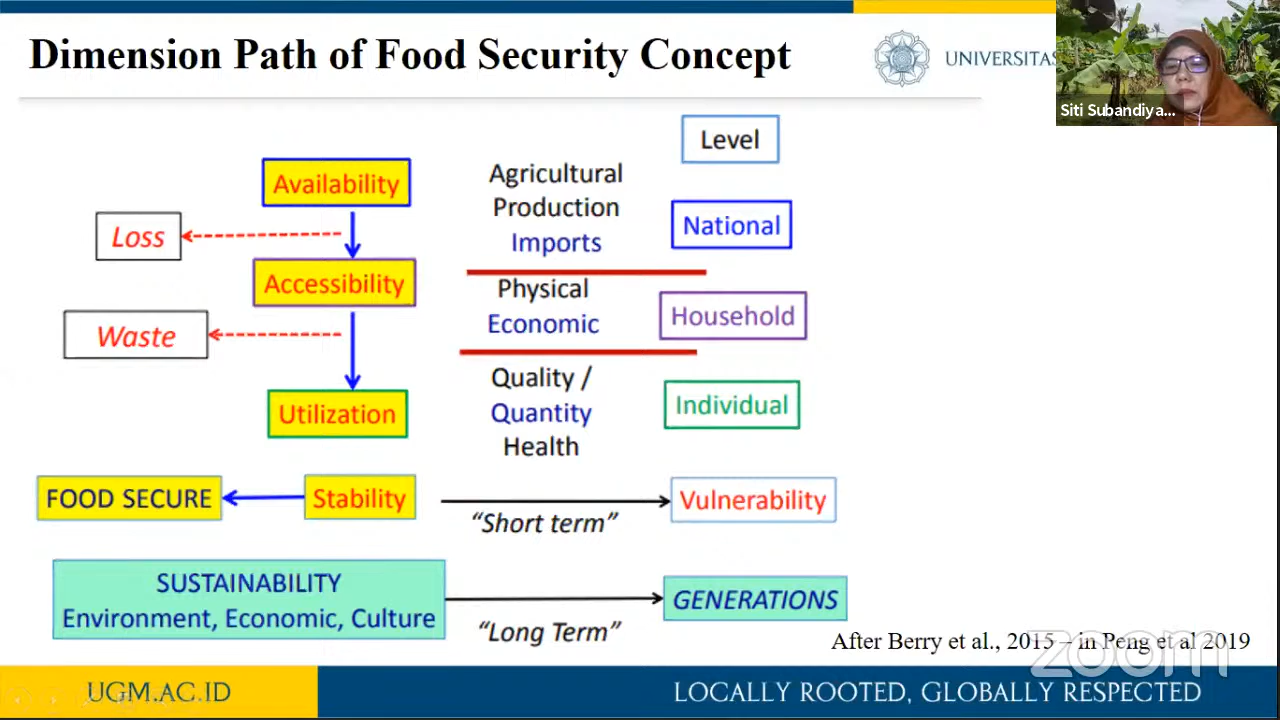 Dimension Path of Food Security Concept
UNIVERSITAS
Siti Subandiya...
Level
Availability
Agricultural
Production
Imports
National
Loss
Accessibility
Physical
Economic
Household
Waste
Utilization
Quality /
Quantity
Health
Individual
FOOD SECURE
Stability
"Short term"
Vulnerability
SUSTAINABILITY
Environment, Economic, Culture
"Long Term"
GENERATIONS
After Berry et al., 2015 – in Peng et al 2019
zoom
UGM.AC.ID
LOCALLY ROOTED, GLOBALLY RESPECTED